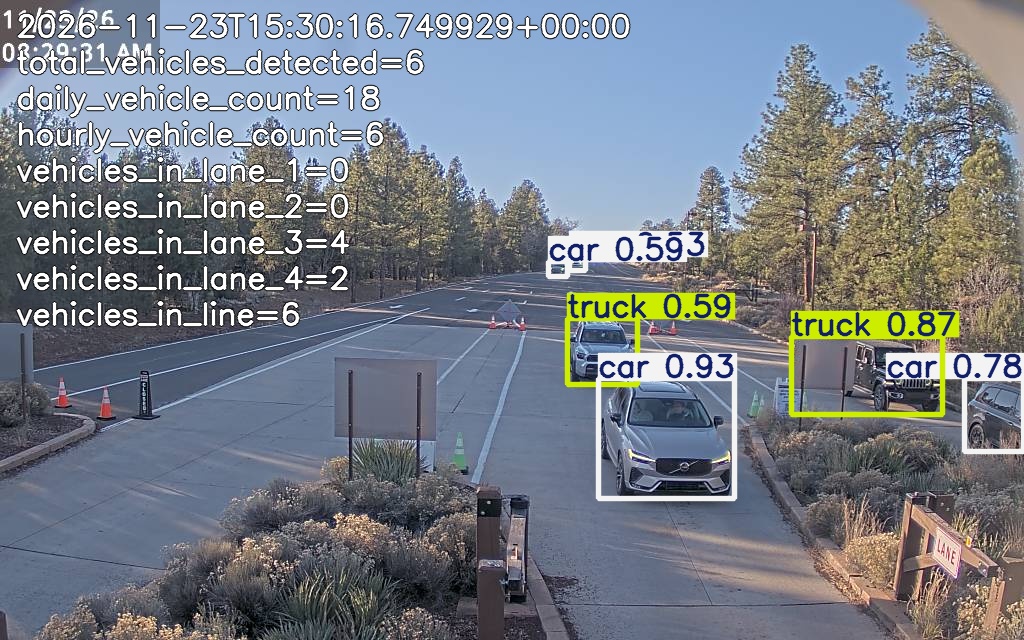 2026-11-23T15:30:16.749929+00:00
total_vehicles_detected=6
daily_vehicle_count=18
hourly_vehicle_count=6
vehicles_in_lane_1=0
vehicles_in_lane_2=0
vehicles_in_lane_3=4
vehicles_in_lane_4=2
vehicles_in_line=6
car 0.593
truck 0.59
truck 0.87
car 0.93
car 0.78
LANE